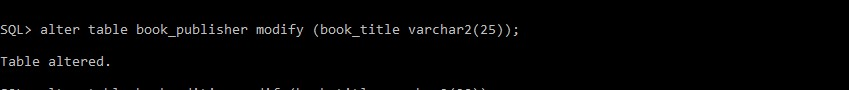 SQL> alter table book_publisher modify (book_title varchar2(25));
Table altered.